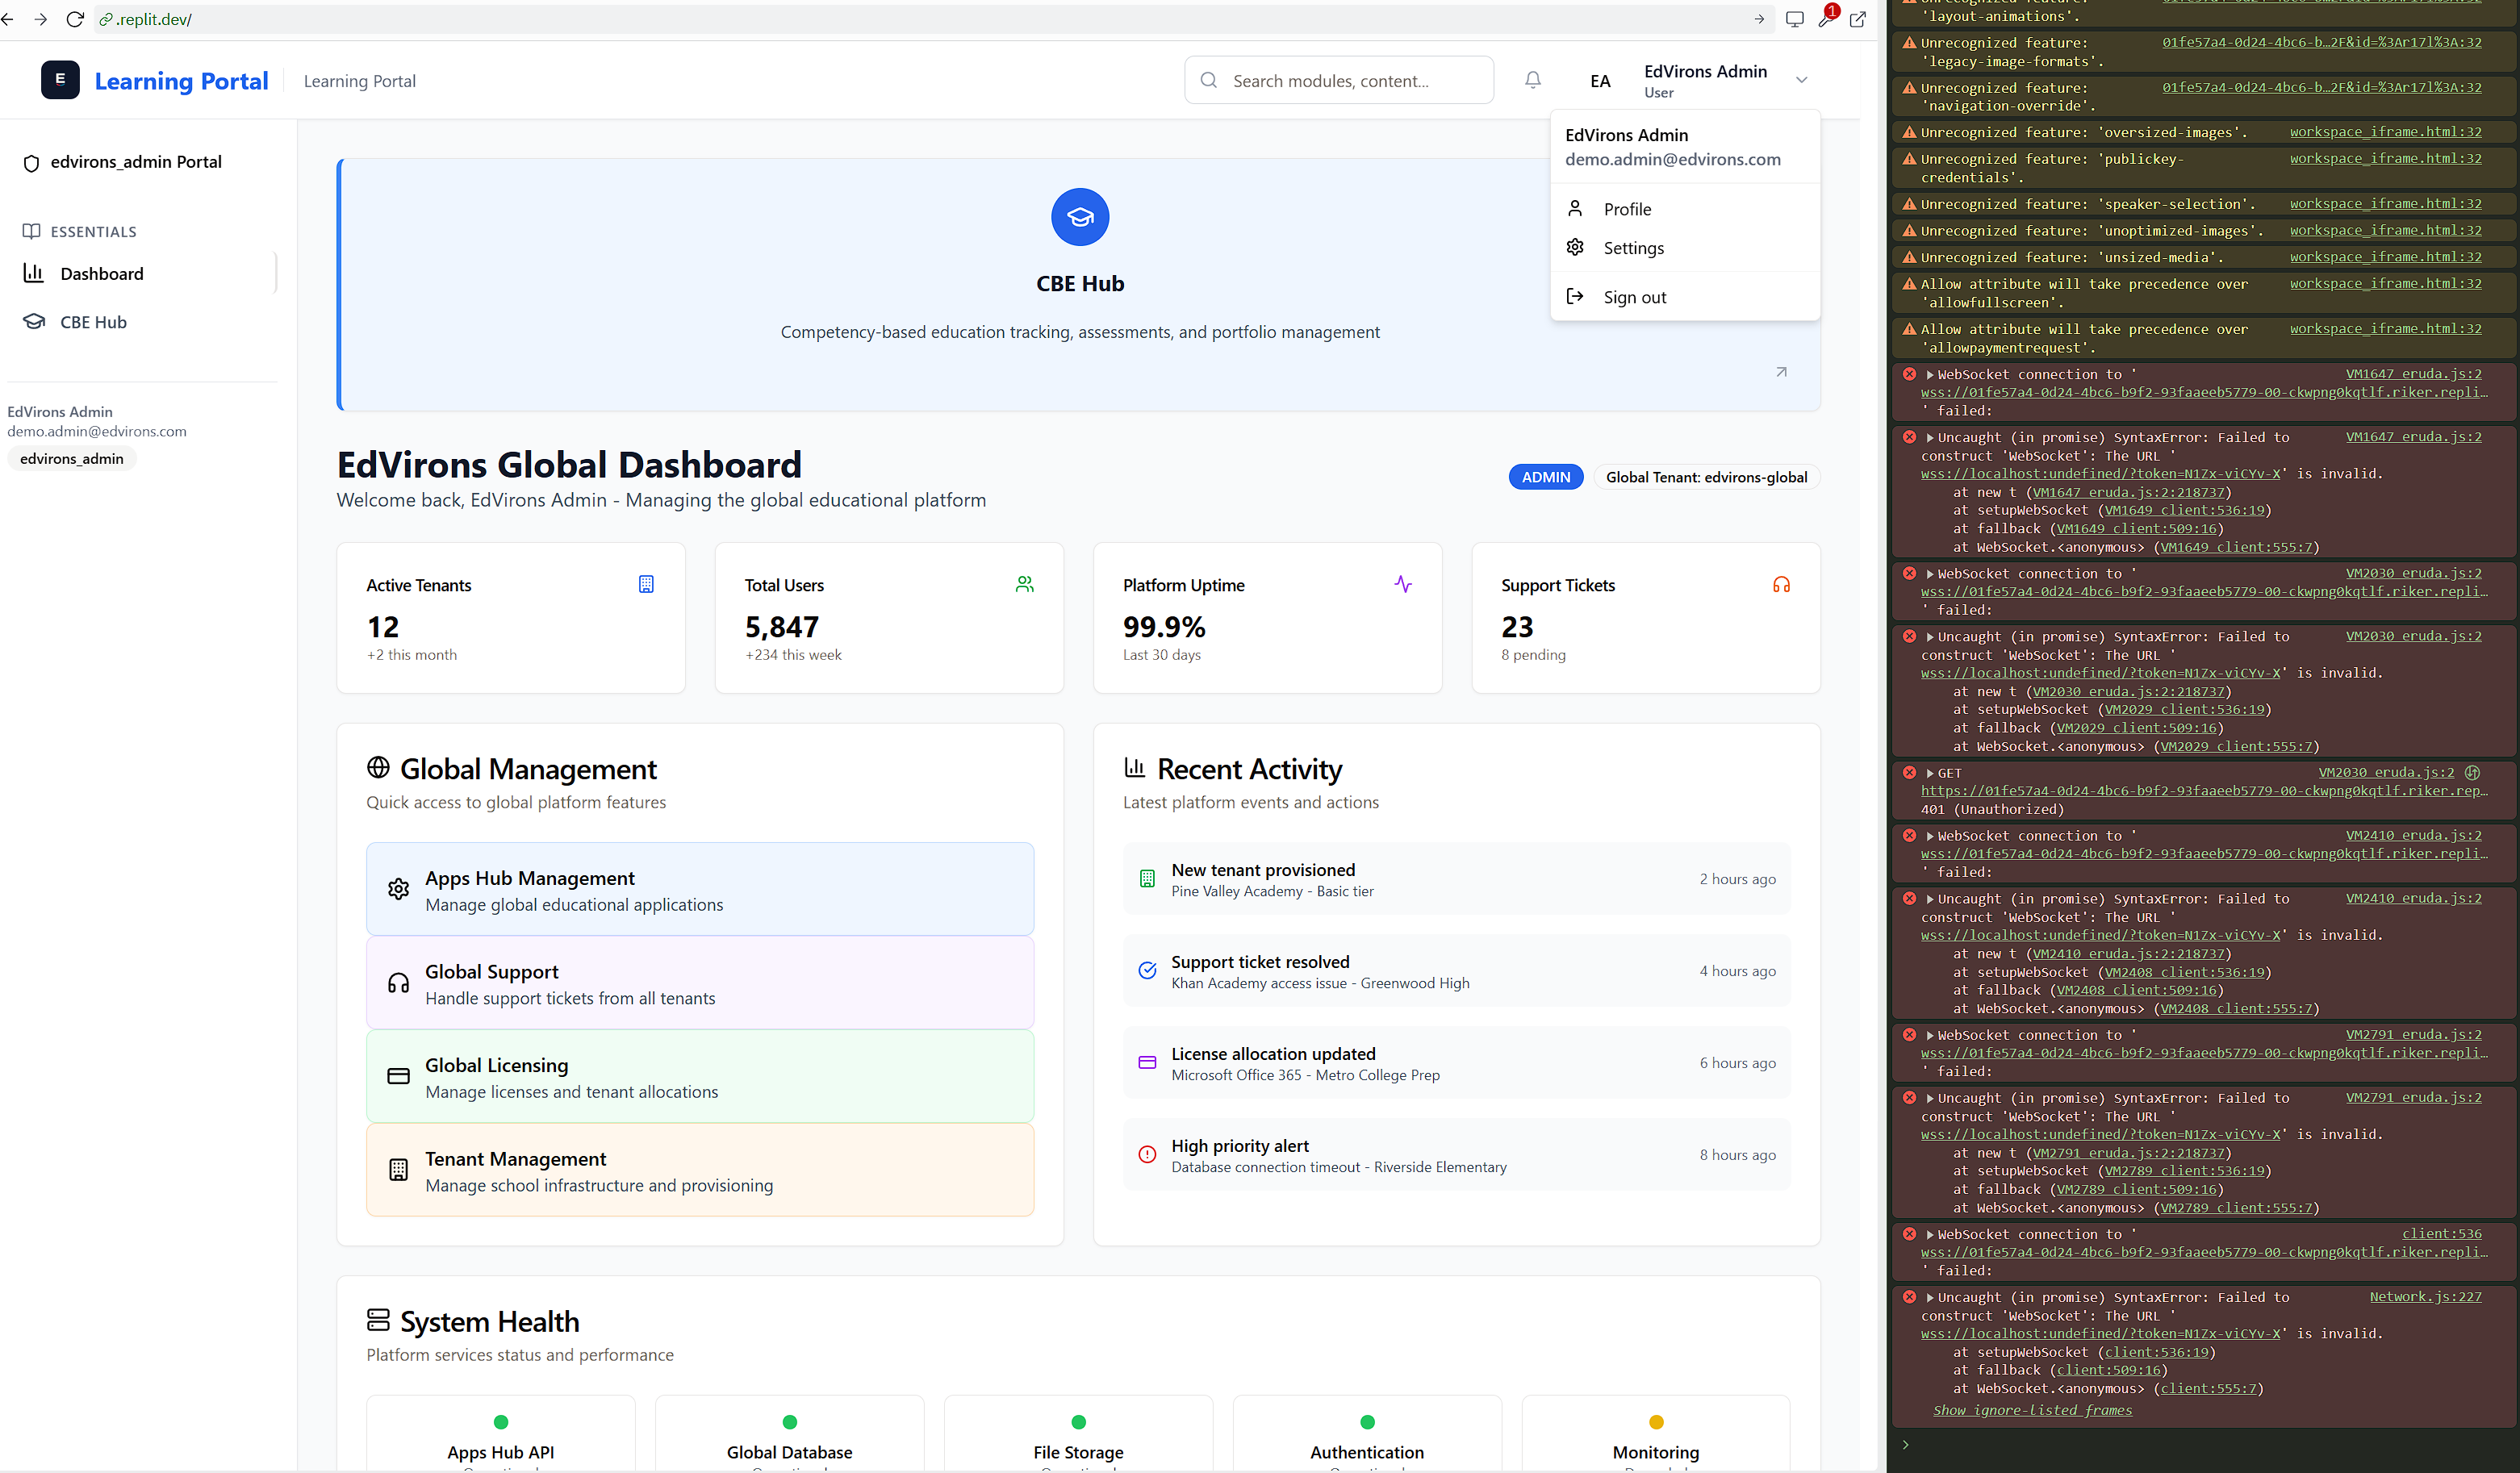 .replit.dev/
1
E
Learning Portal
Learning Portal
Search modules, content...
EA
EdVirons Admin
User
EdVirons Admin
demo.admin@edvirons.com
Profile
Settings
Sign out
edvirons_admin Portal
ESSENTIALS
Dashboard
CBE Hub
EdVirons Admin
demo.admin@edvirons.com
edvirons_admin
CBE Hub
Competency-based education tracking, assessments, and portfolio management
EdVirons Global Dashboard
Welcome back, EdVirons Admin - Managing the global educational platform
ADMIN
Global Tenant: edvirons-global
Active Tenants
12
+2 this month
Total Users
5,847
+234 this week
Platform Uptime
99.9%
Last 30 days
Support Tickets
23
8 pending
Global Management
Quick access to global platform features
Apps Hub Management
Manage global educational applications
Global Support
Handle support tickets from all tenants
Global Licensing
Manage licenses and tenant allocations
Tenant Management
Manage school infrastructure and provisioning
Recent Activity
Latest platform events and actions
New tenant provisioned
Pine Valley Academy - Basic tier
2 hours ago
Support ticket resolved
Khan Academy access issue - Greenwood High
4 hours ago
License allocation updated
Microsoft Office 365 - Metro College Prep
6 hours ago
High priority alert
Database connection timeout - Riverside Elementary
8 hours ago
System Health
Platform services status and performance
Apps Hub API
Global Database
File Storage
Authentication
Monitoring
'layout-animations'.
Unrecognized feature: 01fe57a4-0d24-4bc6-b…2F&id=%3Ar17l%3A:32
'legacy-image-formats'.
Unrecognized feature: 01fe57a4-0d24-4bc6-b…2F&id=%3Ar17l%3A:32
'navigation-override'.
Unrecognized feature: 'oversized-images'. workspace_iframe.html:32
Unrecognized feature: 'publickey- workspace_iframe.html:32
credentials'.
Unrecognized feature: 'speaker-selection'. workspace_iframe.html:32
Unrecognized feature: 'unoptimized-images'. workspace_iframe.html:32
Unrecognized feature: 'unsized-media'. workspace_iframe.html:32
Allow attribute will take precedence over workspace_iframe.html:32
'allowfullscreen'.
Allow attribute will take precedence over workspace_iframe.html:32
'allowpaymentrequest'.
WebSocket connection to ' VM1647 eruda.js:2
wss://01fe57a4-0d24-4bc6-b9f2-93faaeeb5779-00-ckwpng0kqtlf.riker.repli…
' failed:
Uncaught (in promise) SyntaxError: Failed to VM1647 eruda.js:2
construct 'WebSocket': The URL '
wss://localhost:undefined/?token=N1Zx-viCYv-X' is invalid.
at new t (VM1647 eruda.js:2:218737)
at setupWebSocket (VM1649 client:536:19)
at fallback (VM1649 client:509:16)
at WebSocket.<anonymous> (VM1649 client:555:7)
WebSocket connection to ' VM2030 eruda.js:2
wss://01fe57a4-0d24-4bc6-b9f2-93faaeeb5779-00-ckwpng0kqtlf.riker.repli…
' failed:
Uncaught (in promise) SyntaxError: Failed to VM2030 eruda.js:2
construct 'WebSocket': The URL '
wss://localhost:undefined/?token=N1Zx-viCYv-X' is invalid.
at new t (VM2030 eruda.js:2:218737)
at setupWebSocket (VM2029 client:536:19)
at fallback (VM2029 client:509:16)
at WebSocket.<anonymous> (VM2029 client:555:7)
GET VM2030 eruda.js:2
https://01fe57a4-0d24-4bc6-b9f2-93faaeeb5779-00-ckwpng0kqtlf.riker.rep…
401 (Unauthorized)
WebSocket connection to ' VM2410 eruda.js:2
wss://01fe57a4-0d24-4bc6-b9f2-93faaeeb5779-00-ckwpng0kqtlf.riker.repli…
' failed:
Uncaught (in promise) SyntaxError: Failed to VM2410 eruda.js:2
construct 'WebSocket': The URL '
wss://localhost:undefined/?token=N1Zx-viCYv-X' is invalid.
at new t (VM2410 eruda.js:2:218737)
at setupWebSocket (VM2408 client:536:19)
at fallback (VM2408 client:509:16)
at WebSocket.<anonymous> (VM2408 client:555:7)
WebSocket connection to ' VM2791 eruda.js:2
wss://01fe57a4-0d24-4bc6-b9f2-93faaeeb5779-00-ckwpng0kqtlf.riker.repli…
' failed:
Uncaught (in promise) SyntaxError: Failed to VM2791 eruda.js:2
construct 'WebSocket': The URL '
wss://localhost:undefined/?token=N1Zx-viCYv-X' is invalid.
at new t (VM2791 eruda.js:2:218737)
at setupWebSocket (VM2789 client:536:19)
at fallback (VM2789 client:509:16)
at WebSocket.<anonymous> (VM2789 client:555:7)
WebSocket connection to ' client:536
wss://01fe57a4-0d24-4bc6-b9f2-93faaeeb5779-00-ckwpng0kqtlf.riker.repli…
' failed:
Uncaught (in promise) SyntaxError: Failed to Network.js:227
construct 'WebSocket': The URL '
wss://localhost:undefined/?token=N1Zx-viCYv-X' is invalid.
at setupWebSocket (client:536:19)
at fallback (client:509:16)
at WebSocket.<anonymous> (client:555:7)
Show ignore-listed frames